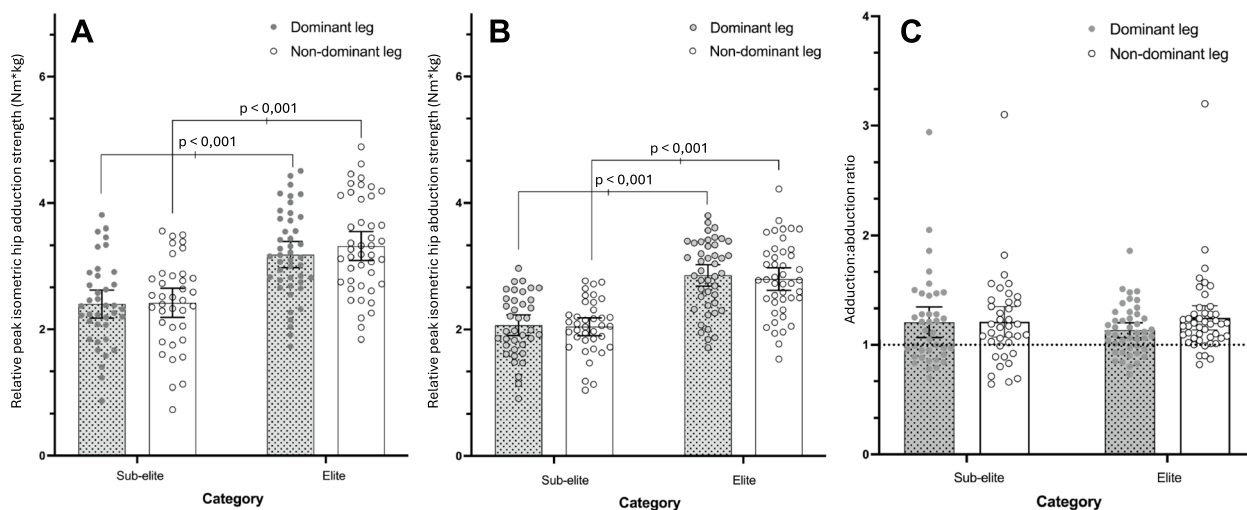 A
Dominant leg
Non-dominant leg
Relative peak isometric hip adduction strength (Nm*kg)
6
4
2
0
p < 0,001
p < 0,001
Sub-elite
Elite
Category
B
Dominant leg
Non-dominant leg
Relative peak isometric hip abduction strength (Nm*kg)
6
4
2
0
p < 0,001
p < 0,001
Sub-elite
Elite
Category
C
Dominant leg
Non-dominant leg
Adduction:abduction ratio
4
3
2
1
0
Sub-elite
Elite
Category